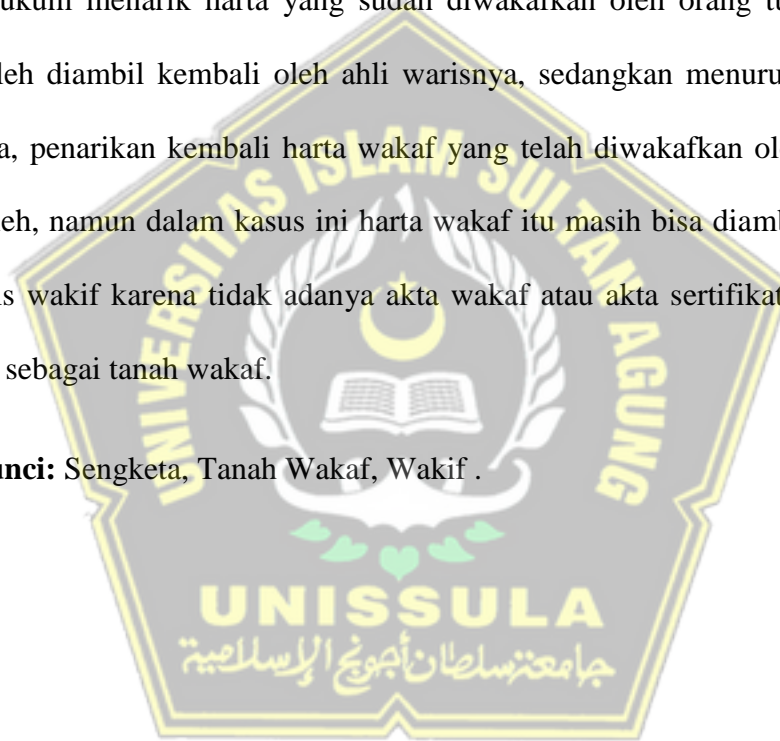 ukum menarik harta yang sudah diwakafkan oleh orang tu
leh diambil kembali oleh ahli warisnya, sedangkan menuru
a, penarikan kembali harta wakaf yang telah diwakafkan ol
leh, namun dalam kasus ini harta wakaf itu masih bisa diamb
is wakif karena tidak adanya akta wakaf atau akta sertifikat
sebagai tanah wakaf.
unci: Sengketa, Tanah Wakaf, Wakif .
UNIVERSITAS ISLAM SULTAN AGUNG
UNISSULA
جامعة سلطان أجونج الإسلامية